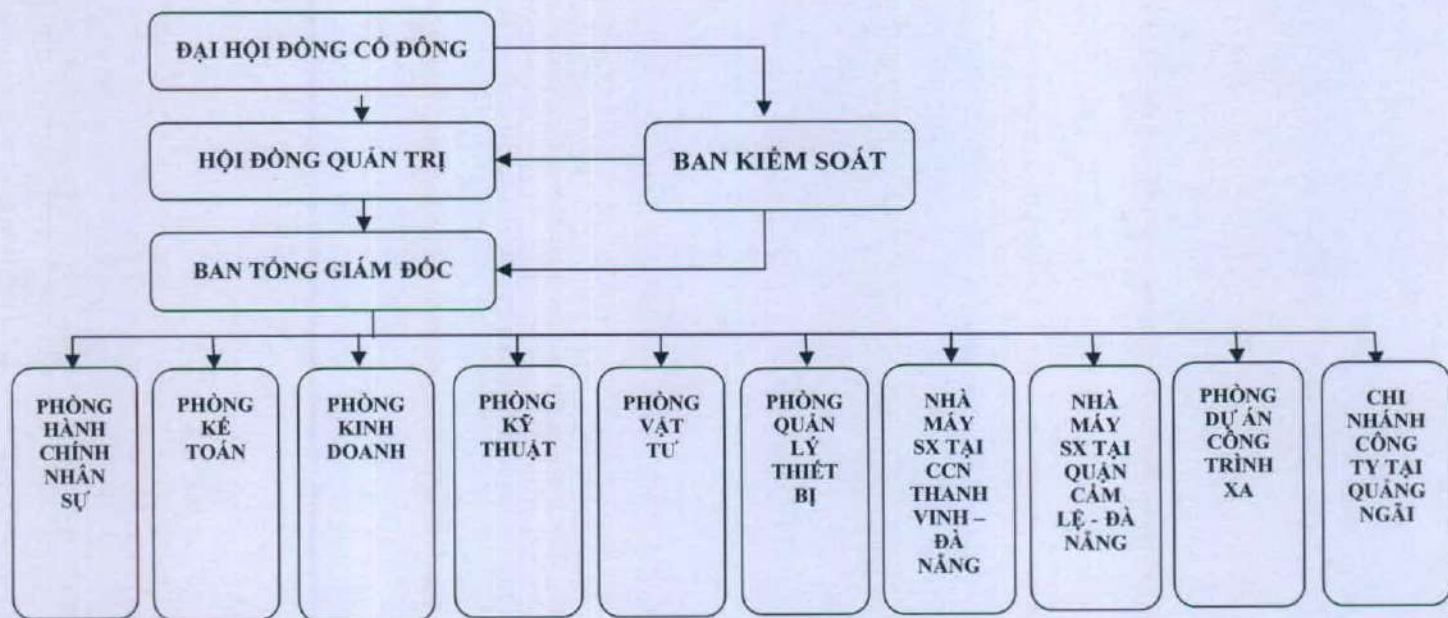 ĐẠI HỘI ĐỒNG CỔ ĐÔNG
HỘI ĐỒNG QUẢN TRỊ
BAN KIỂM SOÁT
BAN TỔNG GIÁM ĐỐC
PHÒNG
HÀNH
CHÍNH
NHÂN
SỰ
PHÒNG
KẾ
TOÁN
PHÒNG
KINH
DOANH
PHÒNG
KỸ
THUẬT
PHÒNG
VẬT
TƯ
PHÒNG
QUẢN
LÝ
THIẾT
BỊ
NHÀ
MÁY
SX TẠI
CCN
THANH
VINH –
ĐÀ
NẴNG
NHÀ
MÁY
SX TẠI
QUẬN
CẨM
LỆ - ĐÀ
NẴNG
PHÒNG
DỰ ÁN
CÔNG
TRÌNH
XA
CHI
NHÁNH
CÔNG
TY TẠI
QUẢNG
NGÃI